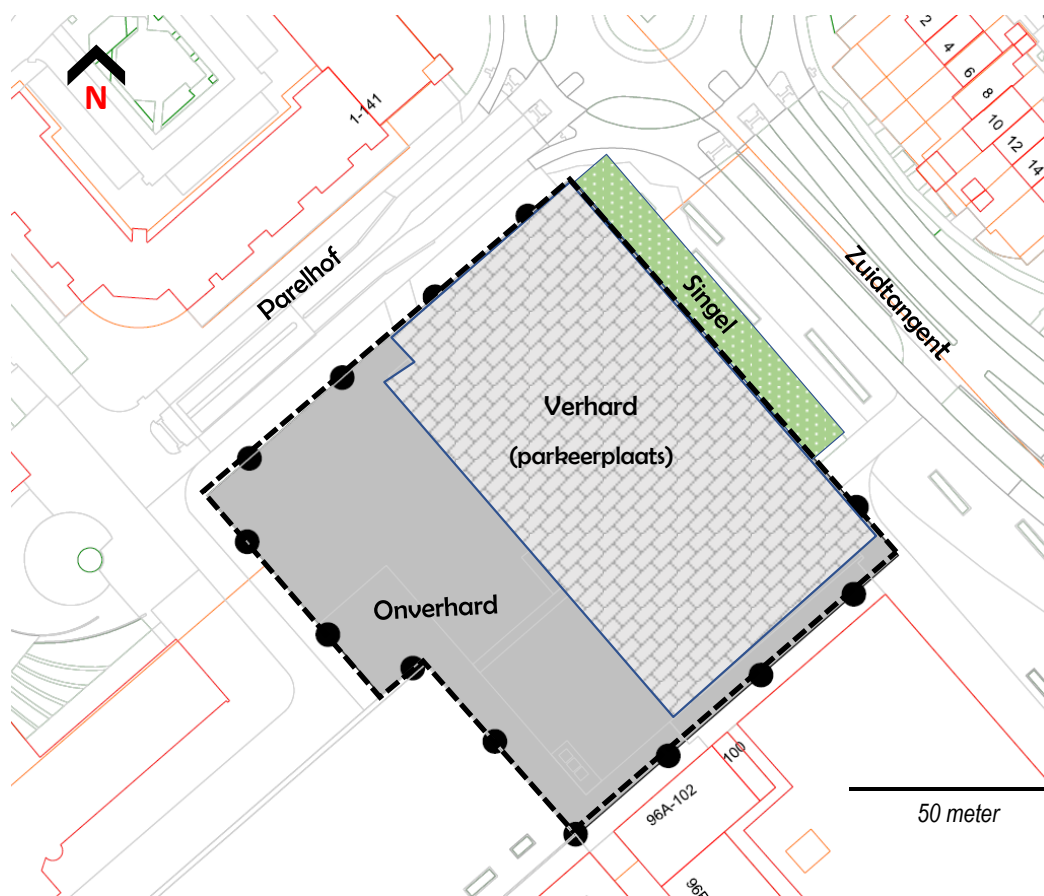 N
1-141
2
4
6
8
10
12
14
Parelhof
Singel
Zuidtangent
Verhard
(parkeerplaats)
Onverhard
100
96A-102
50 meter